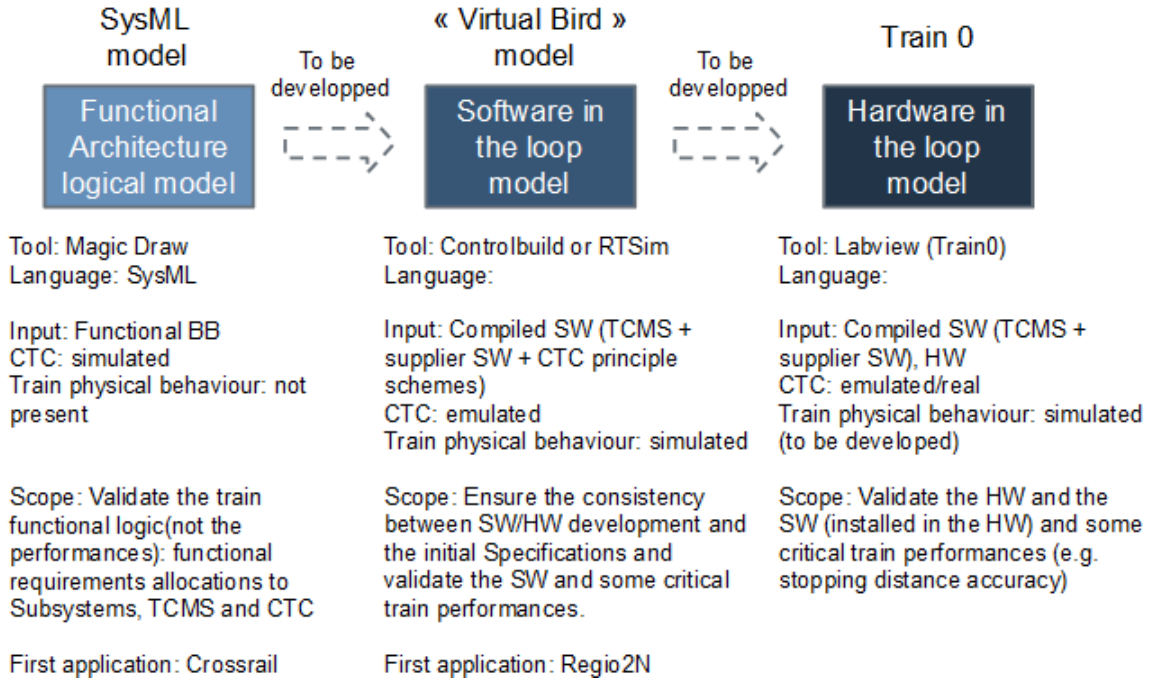 SysML
model
To be
developped
« Virtual Bird »
model
To be
developped
Train 0
Functional
Architecture
logical model
Software in
the loop
model
Hardware in
the loop
model
Tool: Magic Draw
Language: SysML
Input: Functional BB
CTC: simulated
Train physical behaviour: not
present
Scope: Validate the train
functional logic(not the
performances): functional
requirements allocations to
Subsystems, TCMS and CTC
First application: Crossrail
Tool: Controlbuild or RTSim
Language:
Input: Compiled SW (TCMS +
supplier SW + CTC principle
schemes)
CTC: emulated
Train physical behaviour: simulated
Scope: Ensure the consistency
between SW/HW development and
the initial Specifications and
validate the SW and some critical
train performances.
First application: Regio2N
Tool: Labview (Train0)
Language:
Input: Compiled SW (TCMS +
supplier SW), HW
CTC: emulated/real
Train physical behaviour: simulated
(to be developed)
Scope: Validate the HW and the
SW (installed in the HW) and some
critical train performances (e.g.
stopping distance accuracy)